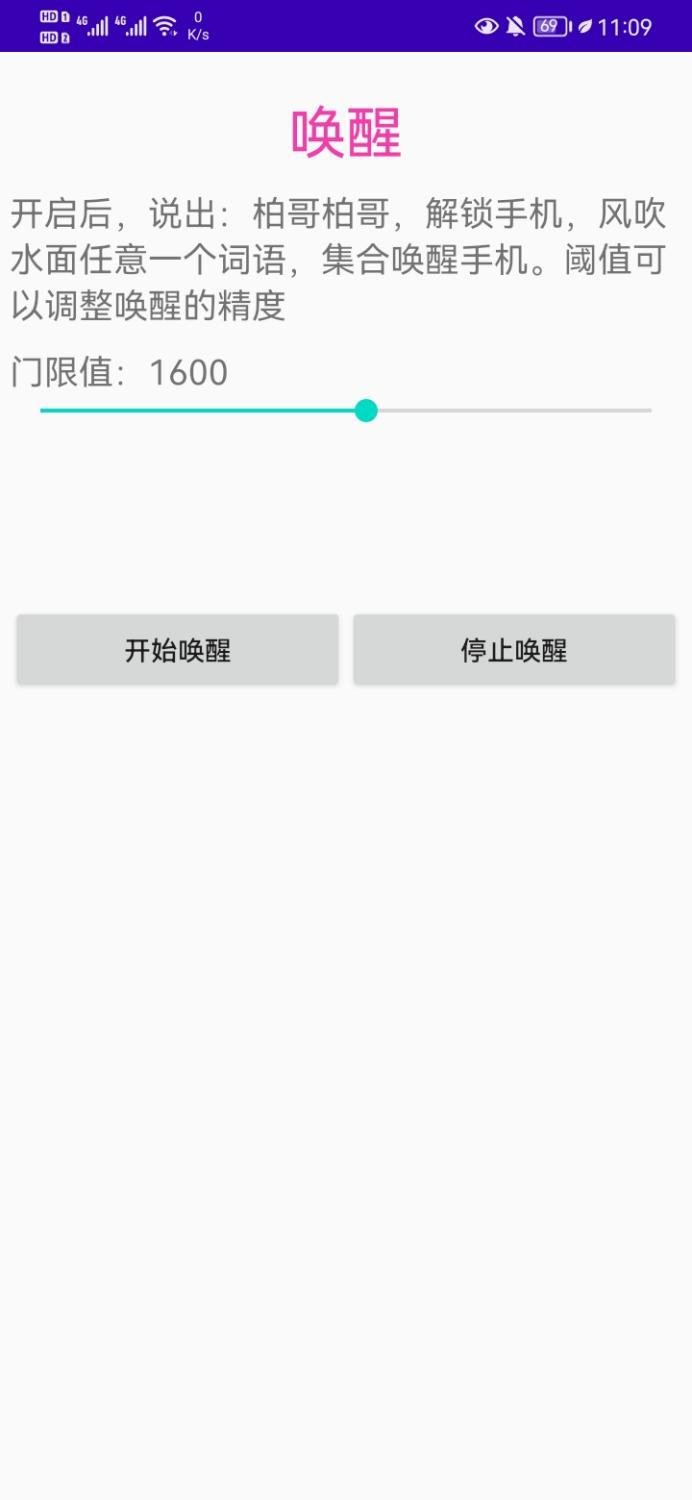 HD 1 4G 4G 0 69 11:09
HD 2 K/s
唤醒
开启后，说出：柏哥柏哥，解锁手机，风吹
水面任意一个词语，集合唤醒手机。阈值可
以调整唤醒的精度
门限值：1600
开始唤醒 停止唤醒